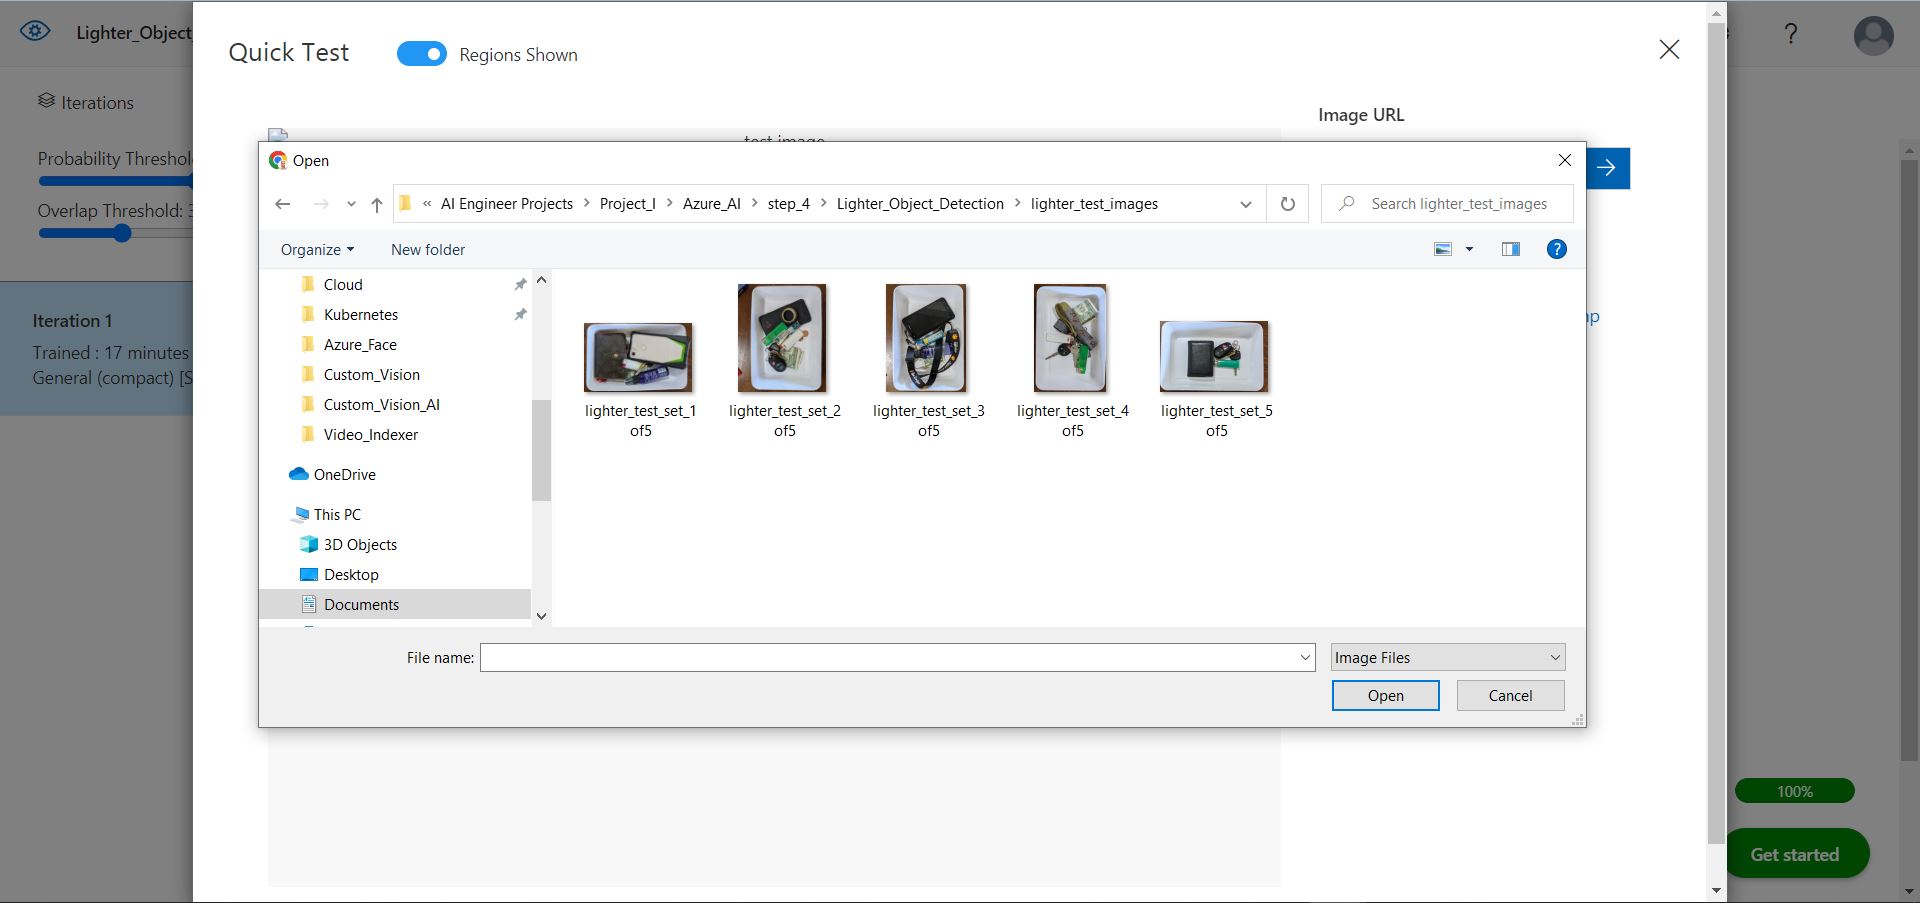 Lighter_Object_
Quick Test
Regions Shown
?
Iterations
Image URL
Probability Threshol
test image
Overlap Threshold: 3
Iteration 1
Trained : 17 minutes
General (compact) [S
Open
« AI Engineer Projects > Project_I > Azure_AI > step_4 > Lighter_Object_Detection > lighter_test_images
Search lighter_test_images
Organize
New folder
?
Cloud
Kubernetes
Azure_Face
Custom_Vision
Custom_Vision_AI
Video_Indexer
OneDrive
This PC
3D Objects
Desktop
Documents
lighter_test_set_1
of5
lighter_test_set_2
of5
lighter_test_set_3
of5
lighter_test_set_4
of5
lighter_test_set_5
of5
File name:
Image Files
Open
Cancel
100%
Get started